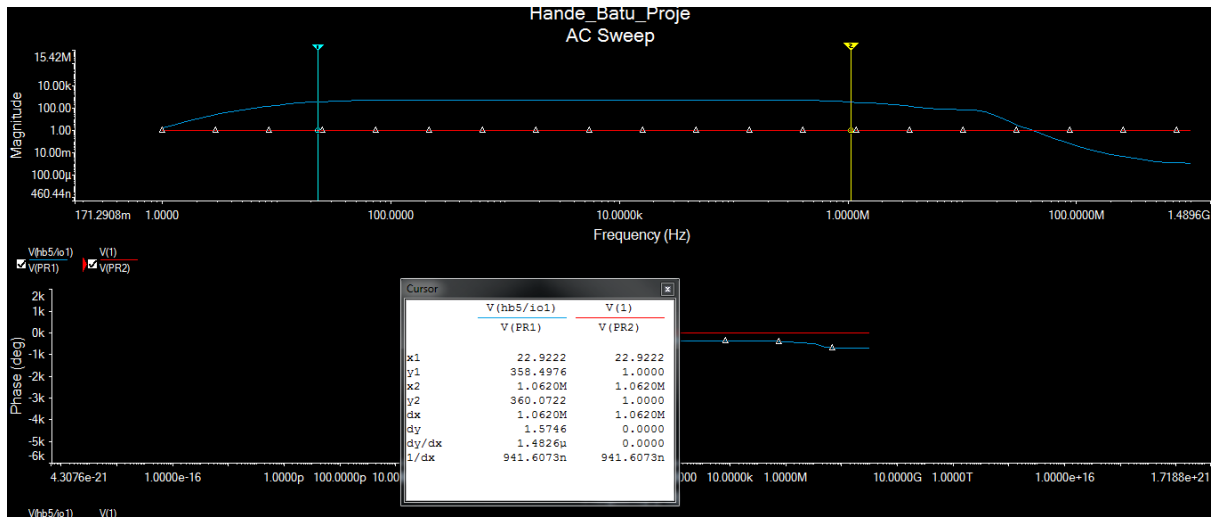 Hande_Batu_Proje
AC Sweep
Magnitude
15.42M
10.00k
100.00
1.00
10.00m
100.00µ
460.44n
171.2908m 1.0000 100.0000 10.0000k 1.0000M 100.0000M 1.4896G
Frequency (Hz)
V(hb5/io1) V(1)
V(PR1) V(PR2)
Phase (deg)
2k
1k
0k
-1k
-2k
-3k
-4k
-5k
-6k
4.3076e-21 1.0000e-16 1.0000p 100.0000p 10.00 000 10.0000k 1.0000M 10.0000G 1.0000T 1.0000e+16 1.7188e+21
Cursor
V(hb5/io1) V(1)
V(PR1) V(PR2)
x1 22.9222 22.9222
y1 358.4976 1.0000
x2 1.0620M 1.0620M
y2 360.0722 1.0000
dx 1.0620M 1.0620M
dy 1.5746 0.0000
dy/dx 1.4826µ 0.0000
1/dx 941.6073n 941.6073n
V(hb5/io1) V(1)